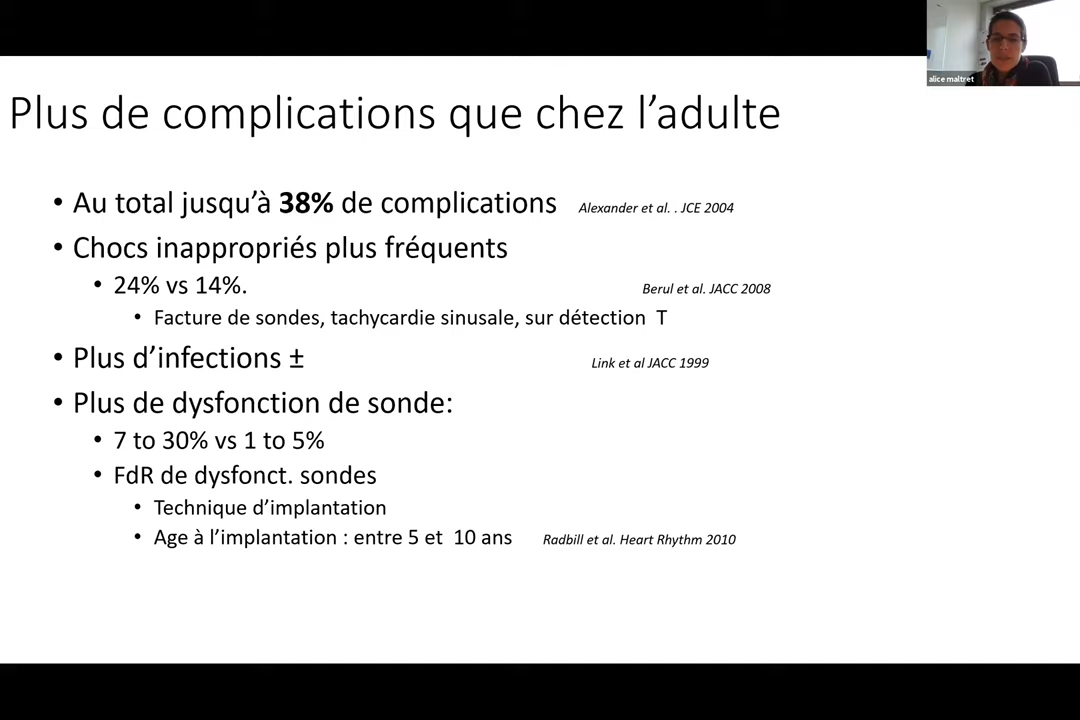 alice maltret
Plus de complications que chez l’adulte
• Au total jusqu’à 38% de complications Alexander et al. . JCE 2004
• Chocs inappropriés plus fréquents
• 24% vs 14%. Berul et al. JACC 2008
• Facture de sondes, tachycardie sinusale, sur détection T
• Plus d’infections ± Link et al JACC 1999
• Plus de dysfonction de sonde:
• 7 to 30% vs 1 to 5%
• FdR de dysfonct. sondes
• Technique d’implantation
• Age à l’implantation : entre 5 et 10 ans Radbill et al. Heart Rhythm 2010